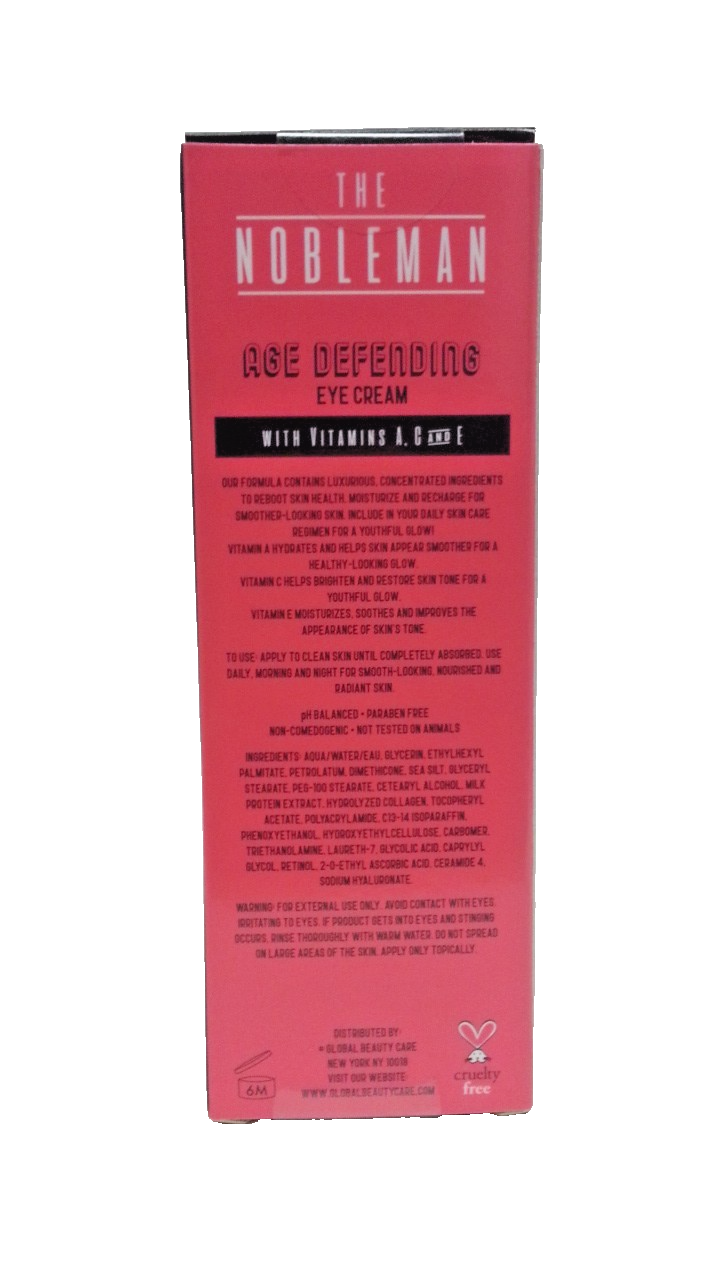 THE
NOBLEMAN
AGE DEFENDING
EYE CREAM
WITH VITAMINS A, C AND E
OUR FORMULA CONTAINS LUXURIOUS, CONCENTRATED INGREDIENTS
TO REBOOT SKIN HEALTH. MOISTURIZE AND RECHARGE FOR
SMOOTHER-LOOKING SKIN. INCLUDE IN YOUR DAILY SKIN CARE
REGIMEN FOR A YOUTHFUL GLOW!
VITAMIN A HYDRATES AND HELPS SKIN APPEAR SMOOTHER FOR A
HEALTHY-LOOKING GLOW.
VITAMIN C HELPS BRIGHTEN AND RESTORE SKIN TONE FOR A
YOUTHFUL GLOW.
VITAMIN E MOISTURIZES, SOOTHES AND IMPROVES THE
APPEARANCE OF SKIN'S TONE.
TO USE: APPLY TO CLEAN SKIN UNTIL COMPLETELY ABSORBED. USE
DAILY, MORNING AND NIGHT FOR SMOOTH-LOOKING, NOURISHED AND
RADIANT SKIN.
pH BALANCED • PARABEN FREE
NON-COMEDOGENIC • NOT TESTED ON ANIMALS
INGREDIENTS: AQUA/WATER/EAU, GLYCERIN, ETHYLHEXYL
PALMITATE, PETROLATUM, DIMETHICONE, SEA SILT, GLYCERYL
STEARATE, PEG-100 STEARATE, CETEARYL ALCOHOL, MILK
PROTEIN EXTRACT, HYDROLYZED COLLAGEN, TOCOPHERYL
ACETATE, POLYACRYLAMIDE, C13-14 ISOPARAFFIN,
PHENOXYETHANOL, HYDROXYETHYLCELLULOSE, CARBOMER,
TRIETHANOLAMINE, LAURETH-7, GLYCOLIC ACID, CAPRYLYL
GLYCOL, RETINOL, 2-O-ETHYL ASCORBIC ACID, CERAMIDE 4,
SODIUM HYALURONATE.
WARNING: FOR EXTERNAL USE ONLY. AVOID CONTACT WITH EYES.
IRRITATING TO EYES. IF PRODUCT GETS INTO EYES AND STINGING
OCCURS, RINSE THOROUGHLY WITH WARM WATER. DO NOT SPREAD
ON LARGE AREAS OF THE SKIN. APPLY ONLY TOPICALLY.
DISTRIBUTED BY:
© GLOBAL BEAUTY CARE
NEW YORK NY 10018
VISIT OUR WEBSITE:
WWW.GLOBALBEAUTYCARE.COM
6M
cruelty
free